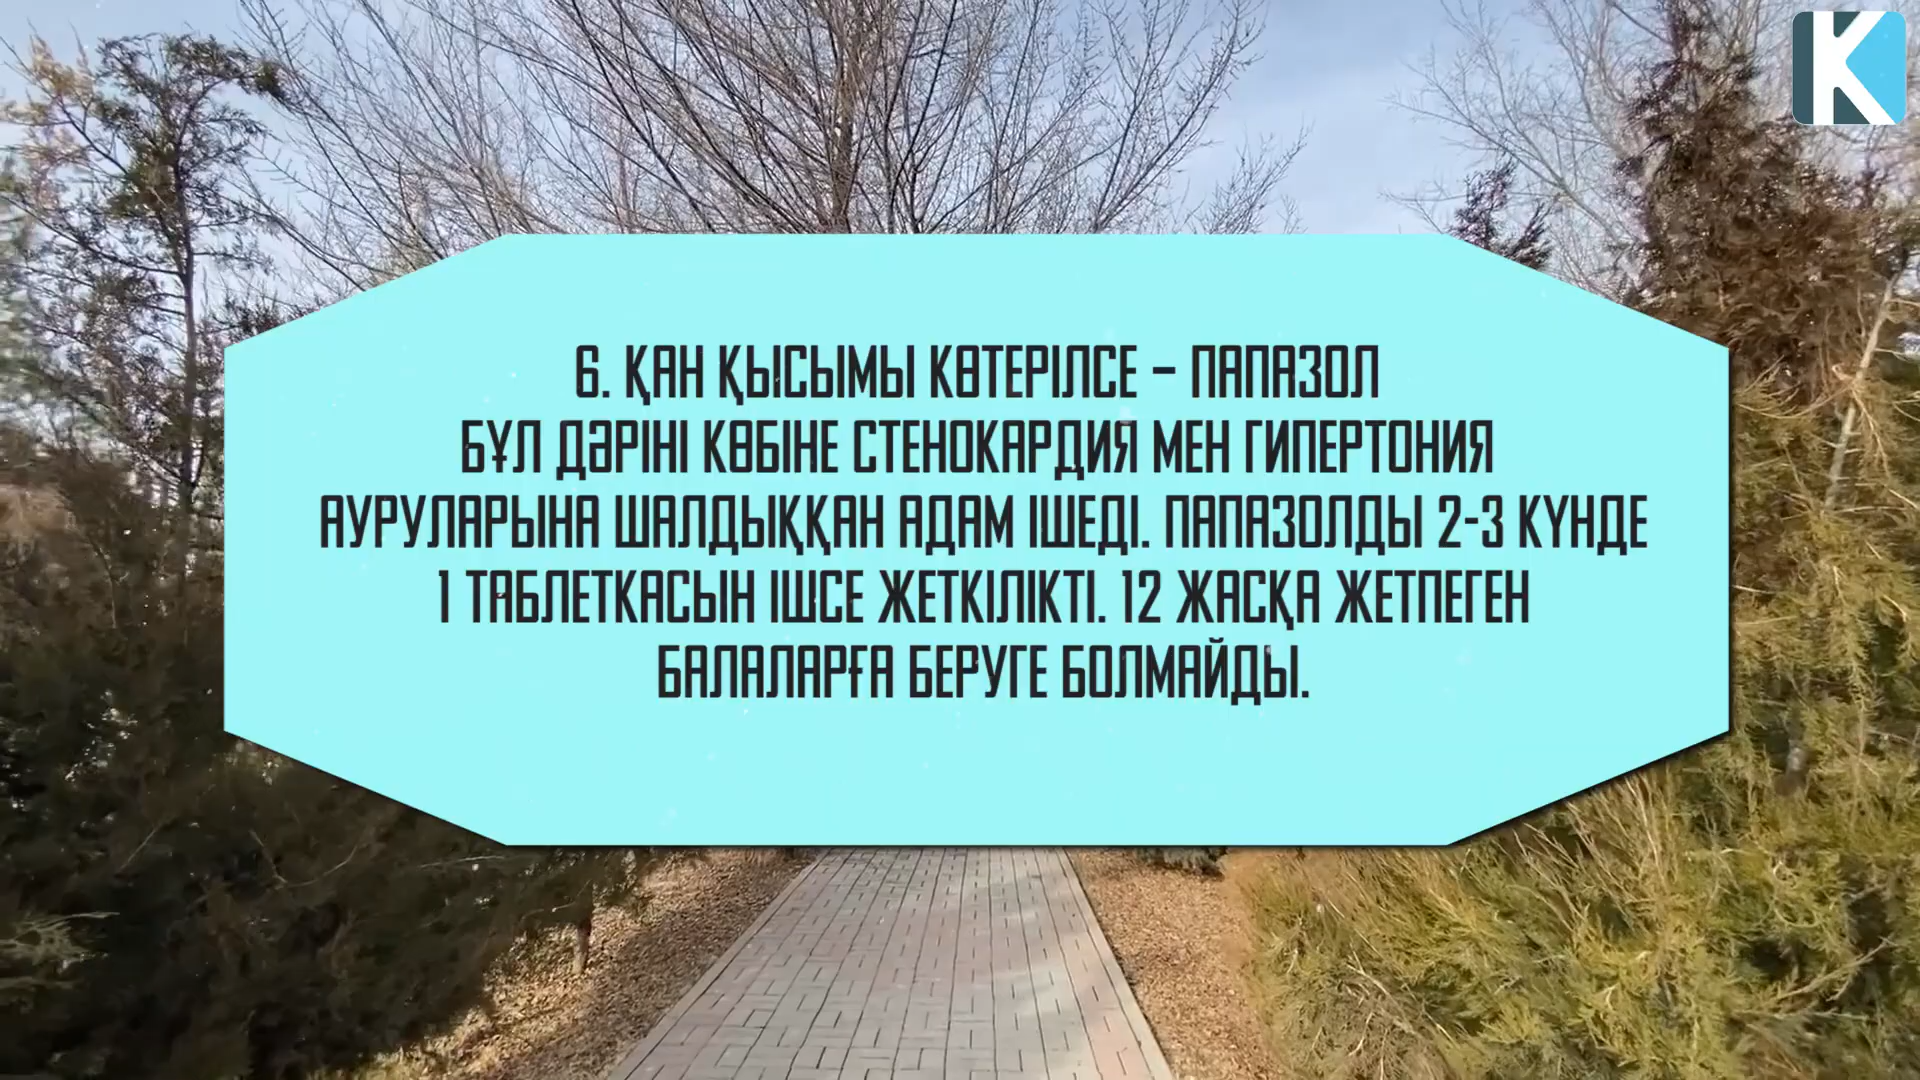 K
6. ҚАН ҚЫСЫМЫ КӨТЕРІЛСЕ – ПАПАЗОЛ
БҰЛ ДӘРІНІ КӨБІНЕ СТЕНОКАРДИЯ МЕН ГИПЕРТОНИЯ
АУРУЛАРЫНА ШАЛДЫҚҚАН АДАМ ІШЕДІ. ПАПАЗОЛДЫ 2-3 КҮНДЕ
1 ТАБЛЕТКАСЫН ІШСЕ ЖЕТКІЛІКТІ. 12 ЖАСҚА ЖЕТПЕГЕН
БАЛАЛАРҒА БЕРУГЕ БОЛМАЙДЫ.